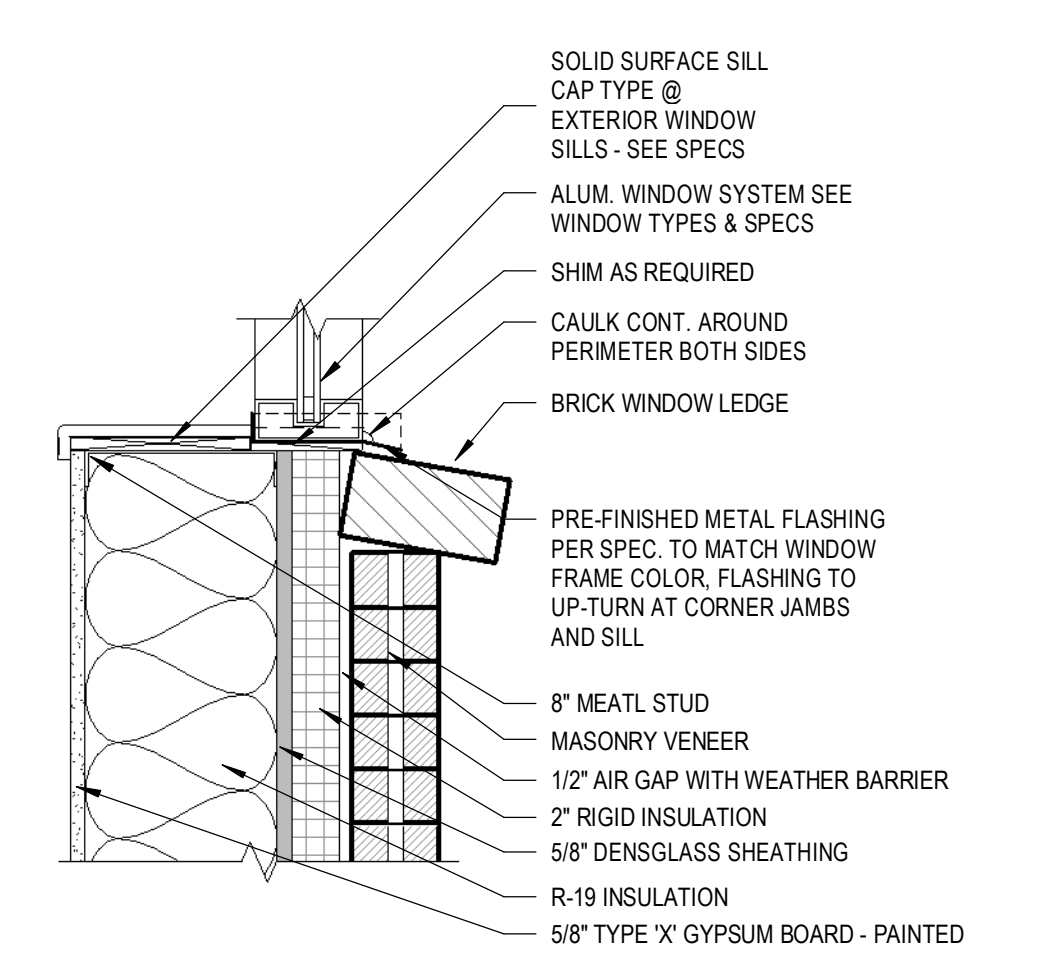 SOLID SURFACE SILL
CAP TYPE @
EXTERIOR WINDOW
SILLS - SEE SPECS
ALUM. WINDOW SYSTEM SEE
WINDOW TYPES & SPECS
SHIM AS REQUIRED
CAULK CONT. AROUND
PERIMETER BOTH SIDES
BRICK WINDOW LEDGE
PRE-FINISHED METAL FLASHING
PER SPEC. TO MATCH WINDOW
FRAME COLOR, FLASHING TO
UP-TURN AT CORNER JAMBS
AND SILL
8" MEATL STUD
MASONRY VENEER
1/2" AIR GAP WITH WEATHER BARRIER
2" RIGID INSULATION
5/8" DENSGLASS SHEATHING
R-19 INSULATION
5/8" TYPE 'X' GYPSUM BOARD - PAINTED